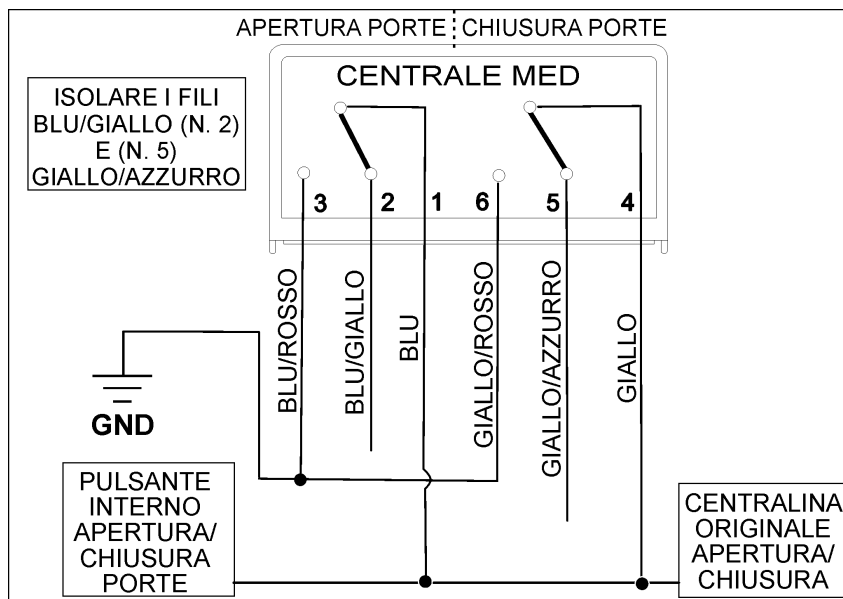 APERTURA PORTE
CHIUSURA PORTE
CENTRALE MED
ISOLARE I FILI
BLU/GIALLO (N. 2)
E (N. 5)
GIALLO/AZZURRO
3
2
1
6
5
4
BLU/ROSSO
BLU/GIALLO
BLU
GIALLO/ROSSO
GIALLO/AZZURRO
GIALLO
GND
PULSANTE
INTERNO
APERTURA/
CHIUSURA
PORTE
CENTRALINA
ORIGINALE
APERTURA/
CHIUSURA